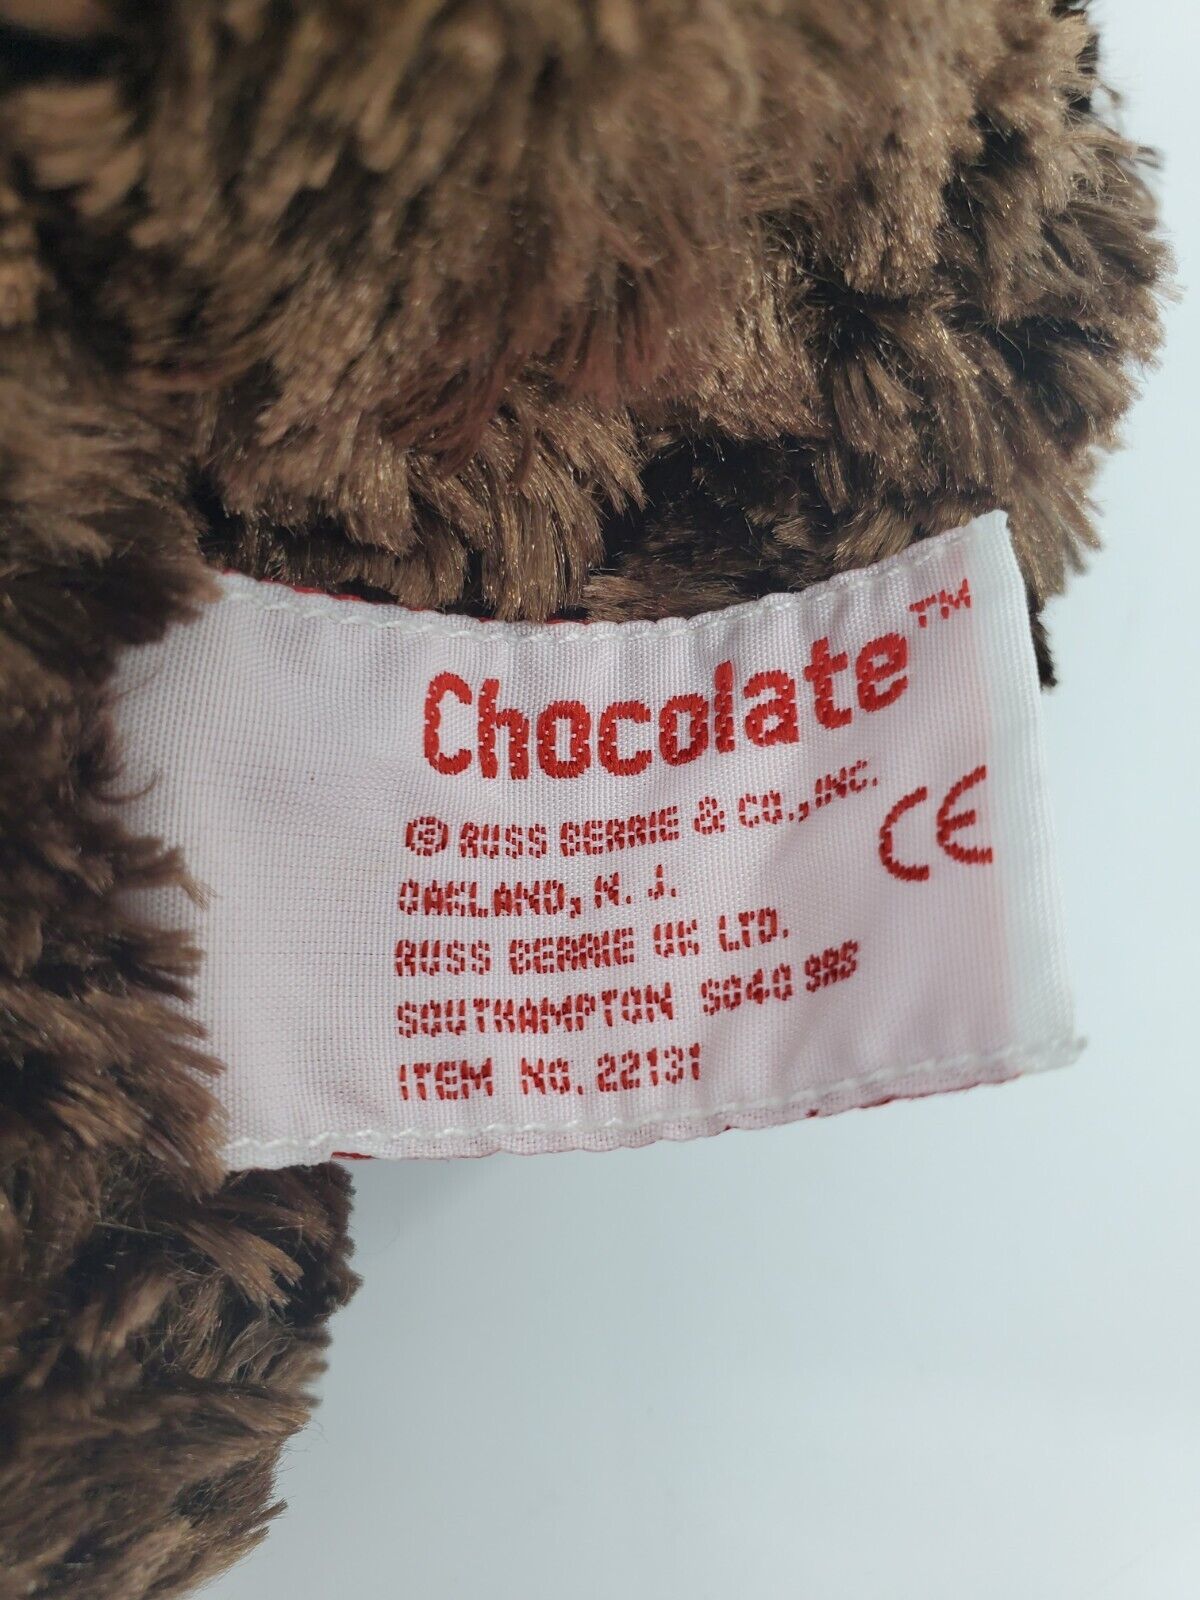 Chocolate™
© RUSS BERRIE & CO., INC.
CE
OAKLAND, N. J.
RUSS BERRIE UK LTD.
SOUTHAMPTON SO40 9RS
ITEM NO. 22131